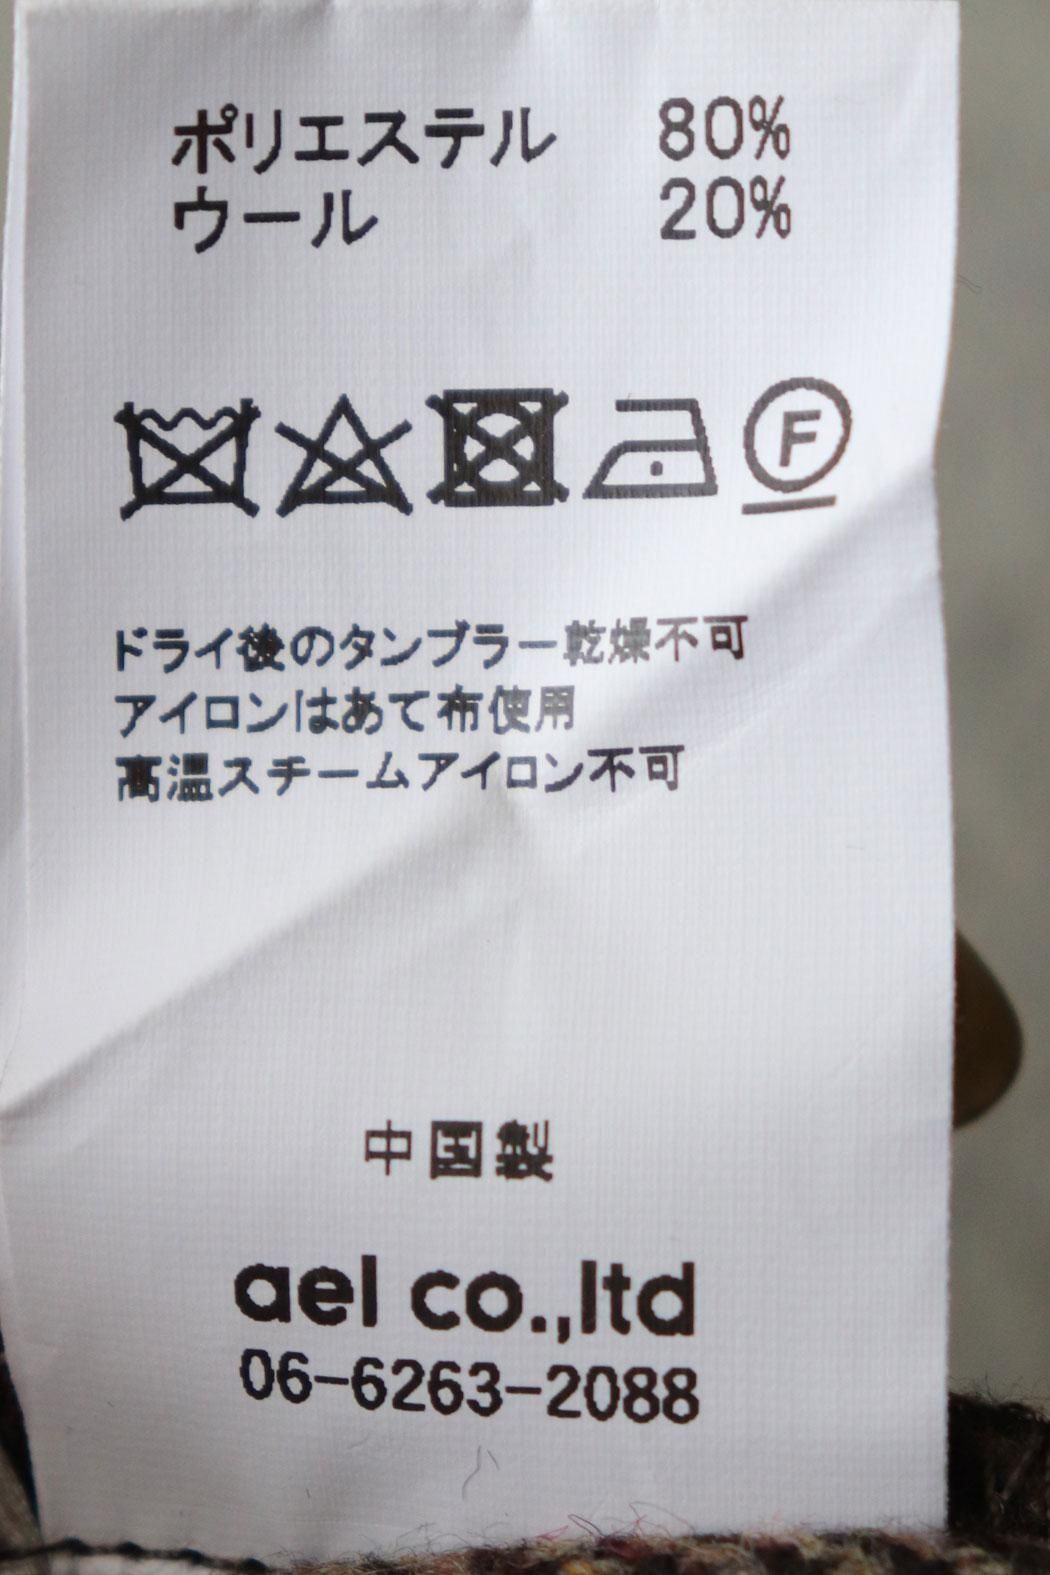 ポリエステル 80%
ウール 20%
F
ドライ後のタンブラー乾燥不可
アイロンはあて布使用
高温スチームアイロン不可
中国製
ael co.,ltd
06-6263-2088